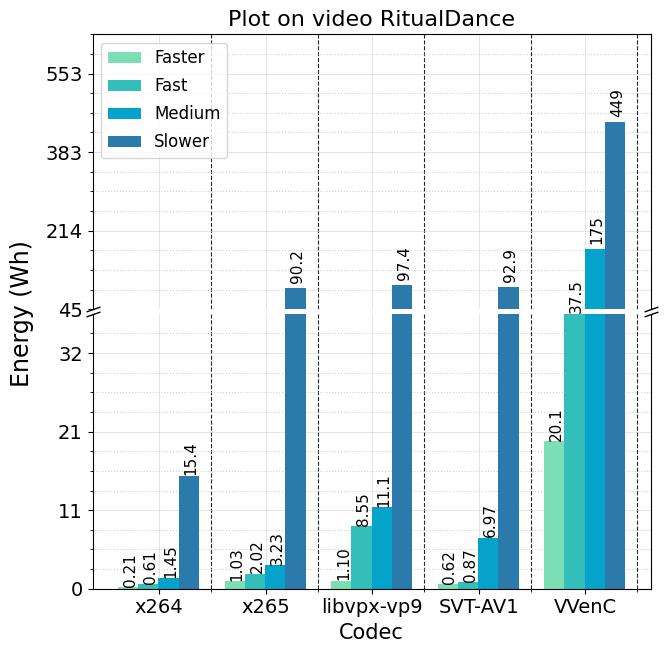 Plot on video RitualDance
Faster
Fast
Medium
Slower
553
383
214
45
32
21
11
0
Energy (Wh)
0.21
0.61
1.45
15.4
1.03
2.02
3.23
90.2
1.10
8.55
11.1
97.4
0.62
0.87
6.97
92.9
20.1
37.5
175
449
x264
x265
libvpx-vp9
SVT-AV1
VVenC
Codec